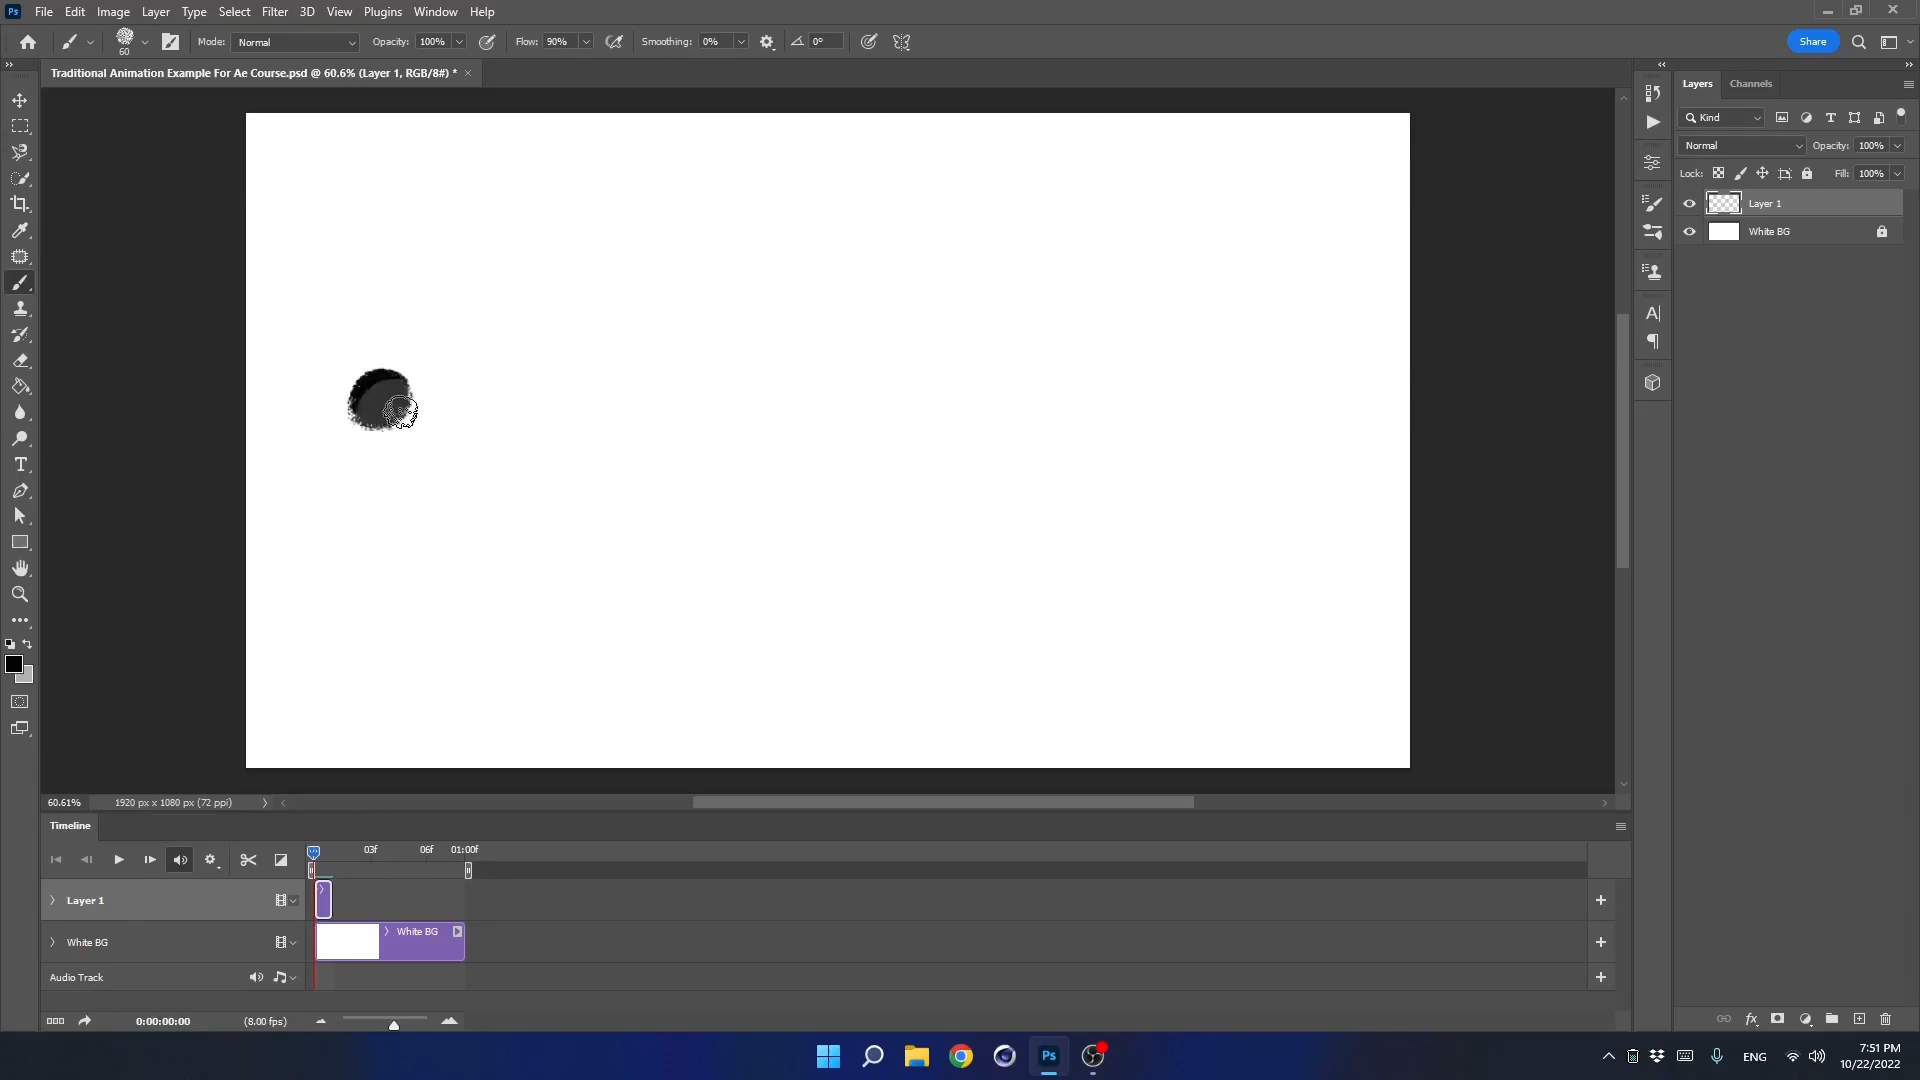 Ps File Edit Image Layer Type Select Filter 3D View Plugins Window Help
60 Mode: Normal Opacity: 100% Flow: 90% Smoothing: 0% 0° Share
Traditional Animation Example For Ae Course.psd @ 60.6% (Layer 1, RGB/8#) * ×
Layers Channels
Kind
Normal Opacity: 100%
Lock: Fill: 100%
Layer 1
White BG
60.61% 1920 px x 1080 px (72 ppi)
Timeline
03f 06f 01:00f
Layer 1
White BG White BG
Audio Track
0:00:00:00 (8.00 fps)
Ps ENG 7:51 PM
10/22/2022